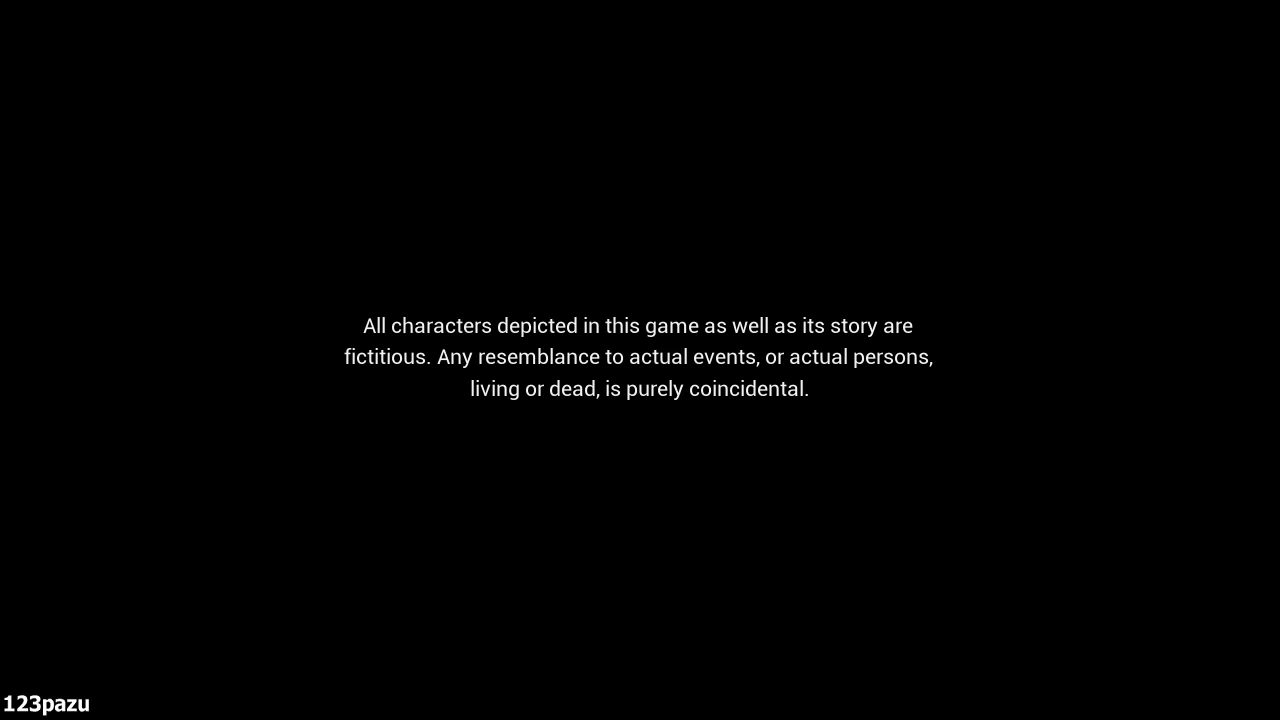 All characters depicted in this game as well as its story are
fictitious. Any resemblance to actual events, or actual persons,
living or dead, is purely coincidental.
123pazu